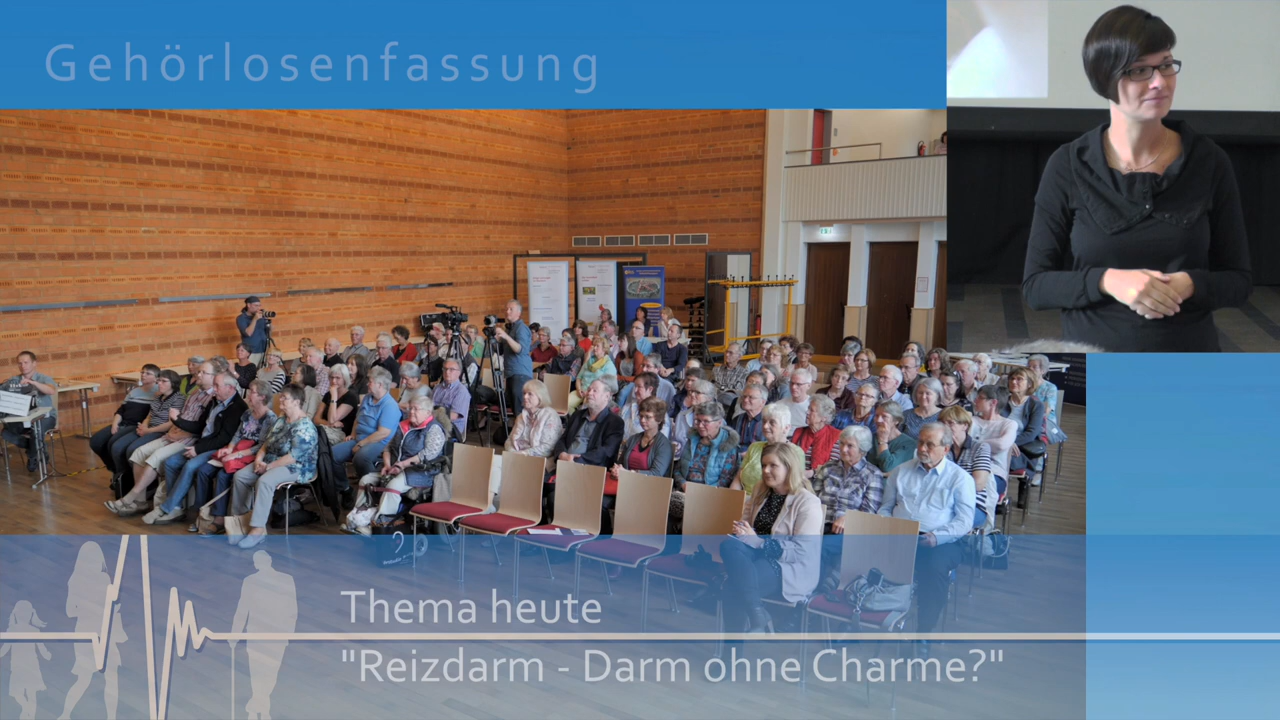 Gehörlosenfassung
Thema heute
"Reizdarm - Darm ohne Charme?"